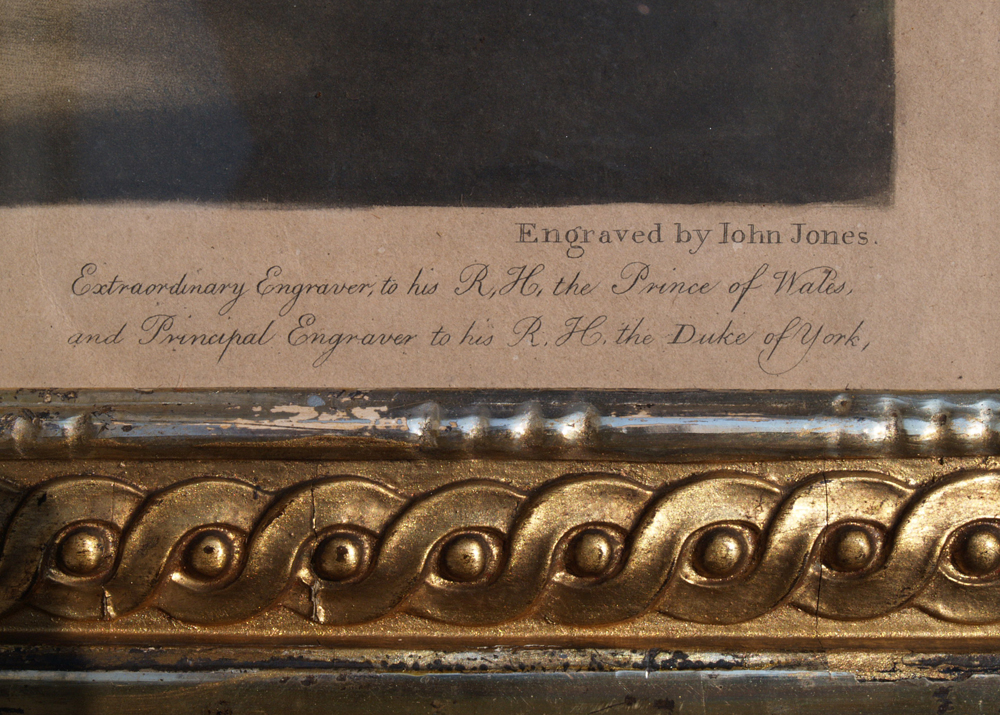 Engraved by Iohn Jones.
Extraordinary Engraver, to his R, H, the Prince of Wales,
and Principal Engraver to his R. H. the Duke of York,